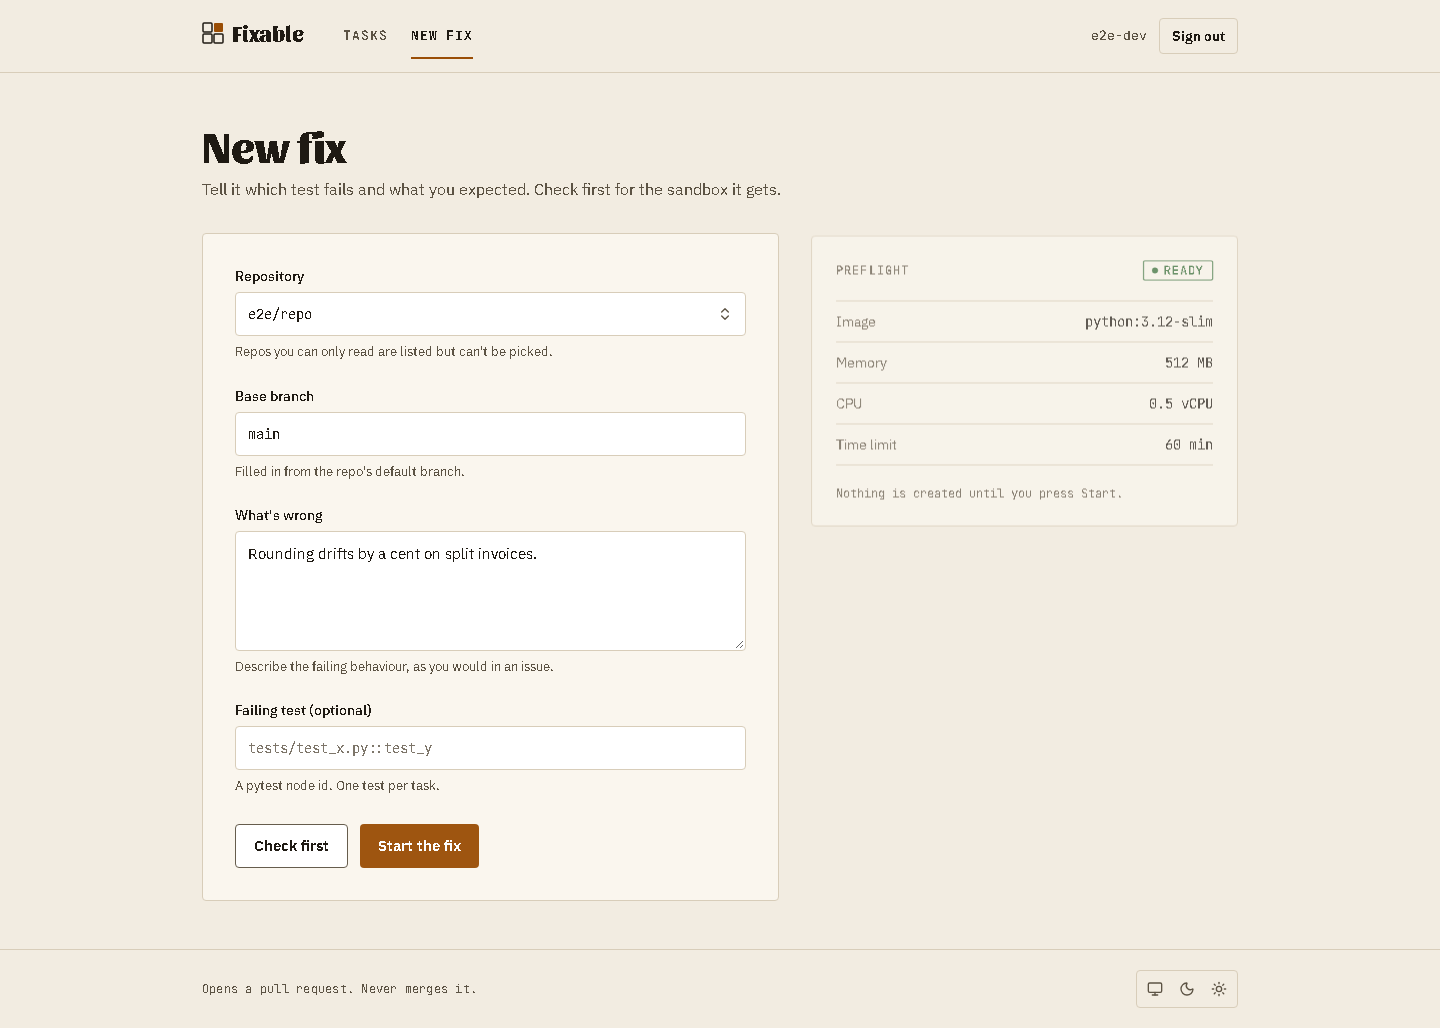 Fixable
TASKS
NEW FIX
e2e-dev
Sign out
New fix
Tell it which test fails and what you expected. Check first for the sandbox it gets.
Repository
e2e/repo
Repos you can only read are listed but can't be picked.
Base branch
main
Filled in from the repo's default branch.
What's wrong
Rounding drifts by a cent on split invoices.
Describe the failing behaviour, as you would in an issue.
Failing test (optional)
tests/test_x.py::test_y
A pytest node id. One test per task.
Check first
Start the fix
PREFLIGHT
READY
Image
python:3.12-slim
Memory
512 MB
CPU
0.5 vCPU
Time limit
60 min
Nothing is created until you press Start.
Opens a pull request. Never merges it.